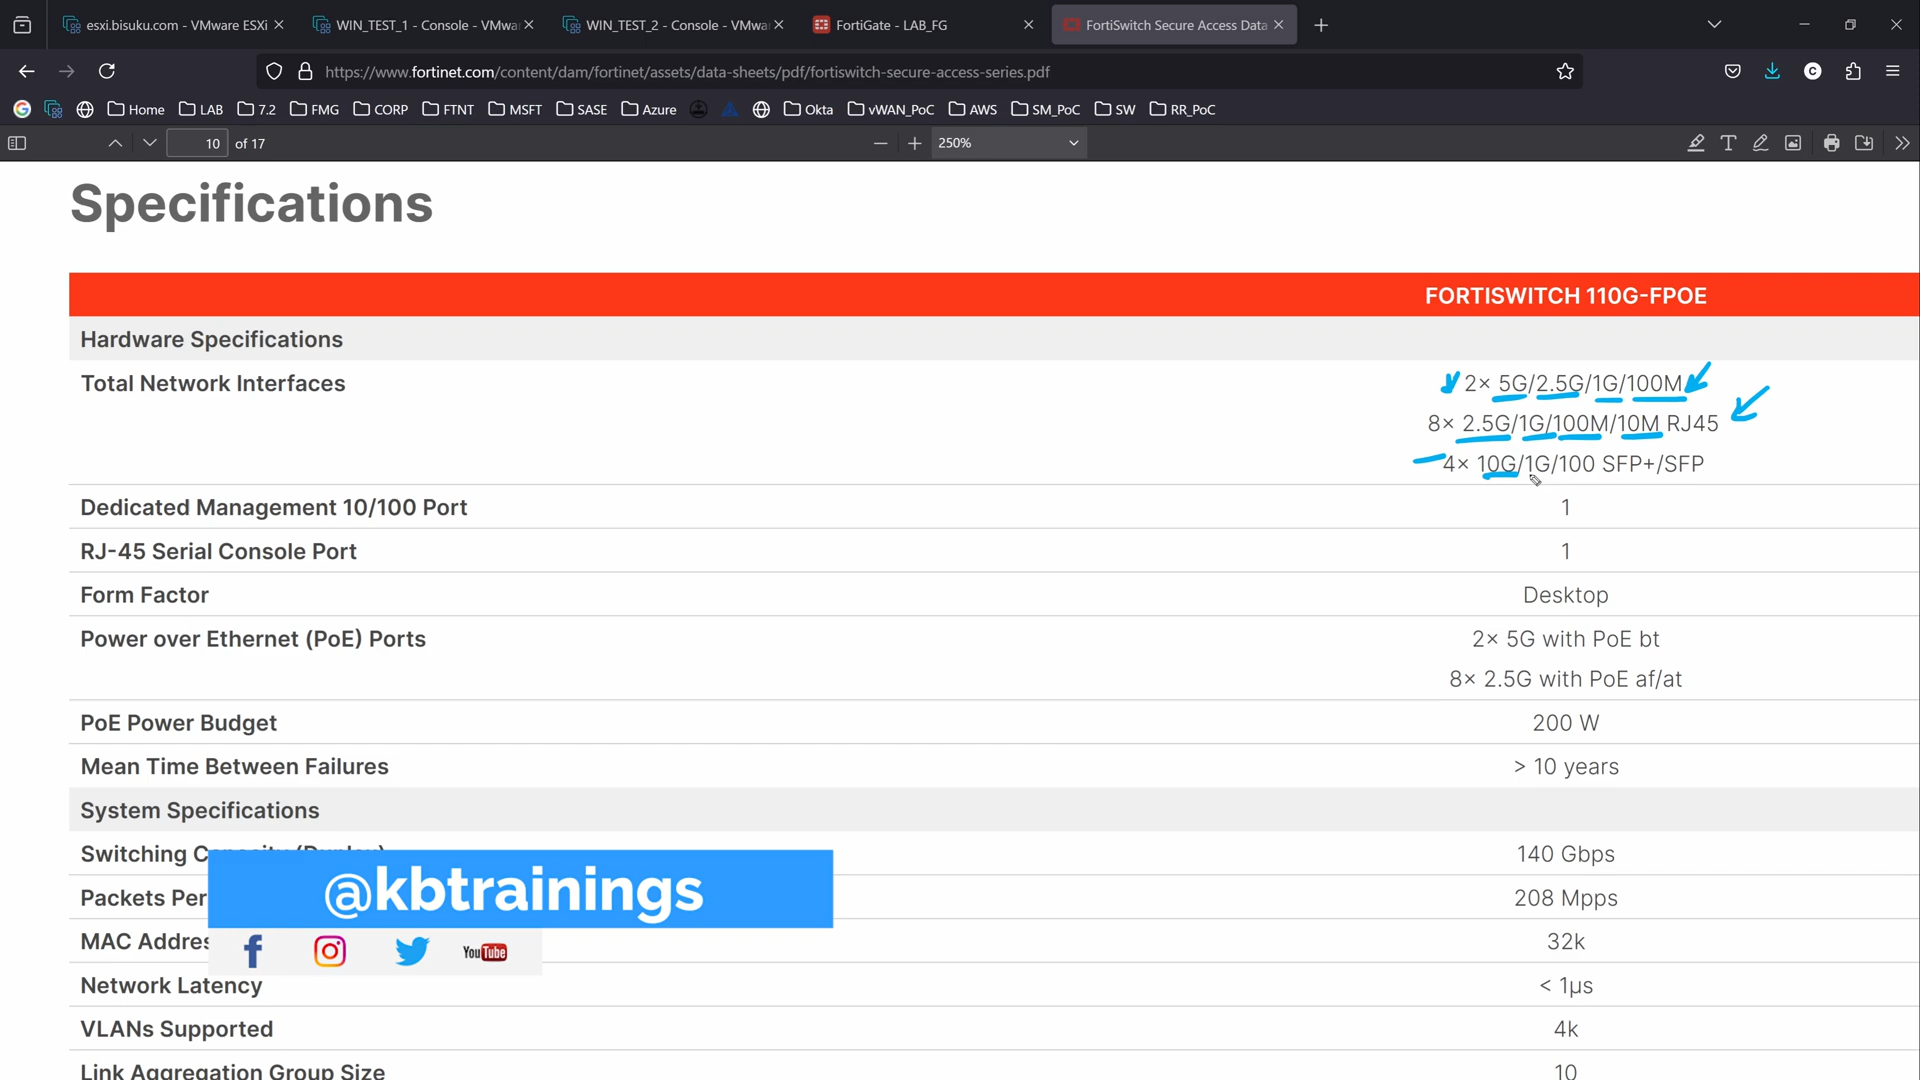 esxi.bisuku.com - VMware ESXi
WIN_TEST_1 - Console - VMwa
WIN_TEST_2 - Console - VMwa
FortiGate - LAB_FG
FortiSwitch Secure Access Data
https://www.fortinet.com/content/dam/fortinet/assets/data-sheets/pdf/fortiswitch-secure-access-series.pdf
Home LAB 7.2 FMG CORP FTNT MSFT SASE Azure Okta vWAN_PoC AWS SM_PoC SW RR_PoC
10 of 17 250%
Specifications
FORTISWITCH 110G-FPOE
Hardware Specifications
Total Network Interfaces 2× 5G/2.5G/1G/100M
8× 2.5G/1G/100M/10M RJ45
4× 10G/1G/100 SFP+/SFP
Dedicated Management 10/100 Port 1
RJ-45 Serial Console Port 1
Form Factor Desktop
Power over Ethernet (PoE) Ports 2× 5G with PoE bt
8× 2.5G with PoE af/at
PoE Power Budget 200 W
Mean Time Between Failures > 10 years
System Specifications
Switching 140 Gbps
Packets Per 208 Mpps
@kbtrainings
MAC Addre 32k
YouTube
Network Latency < 1µs
VLANs Supported 4k
Link Aggregation Group Size 10